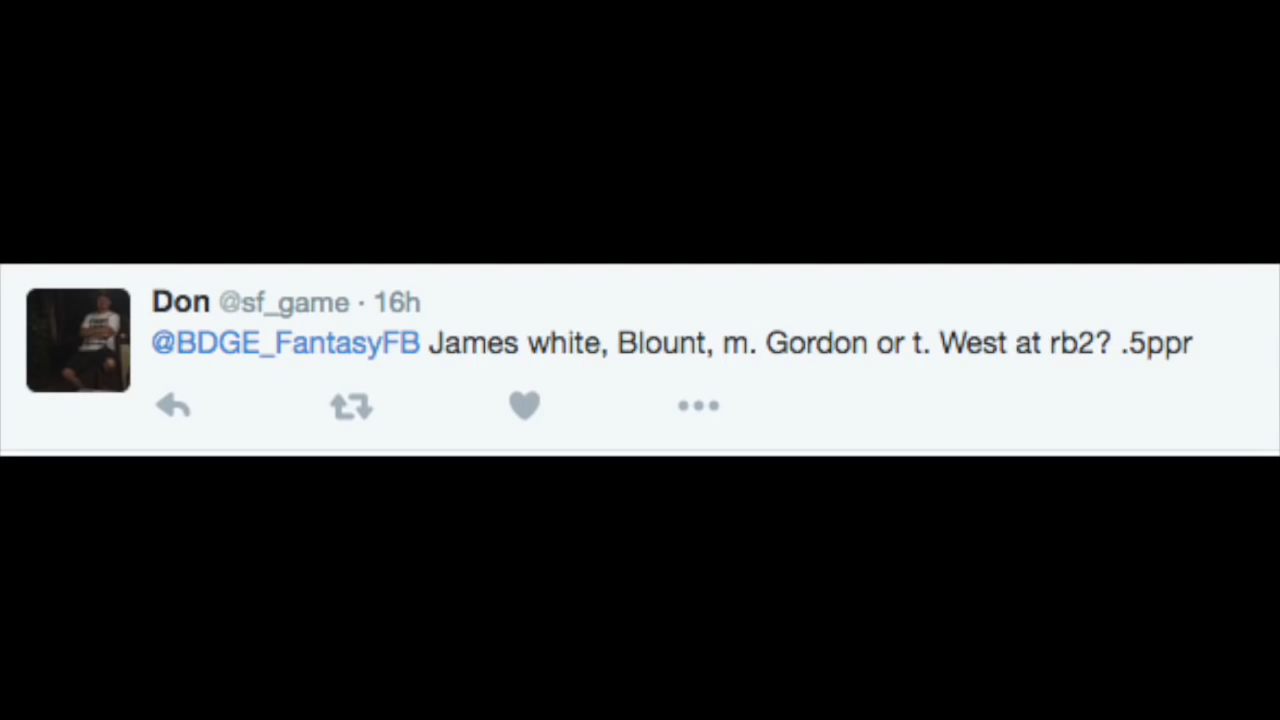 Don @sf_game · 16h
@BDGE_FantasyFB James white, Blount, m. Gordon or t. West at rb2? .5ppr